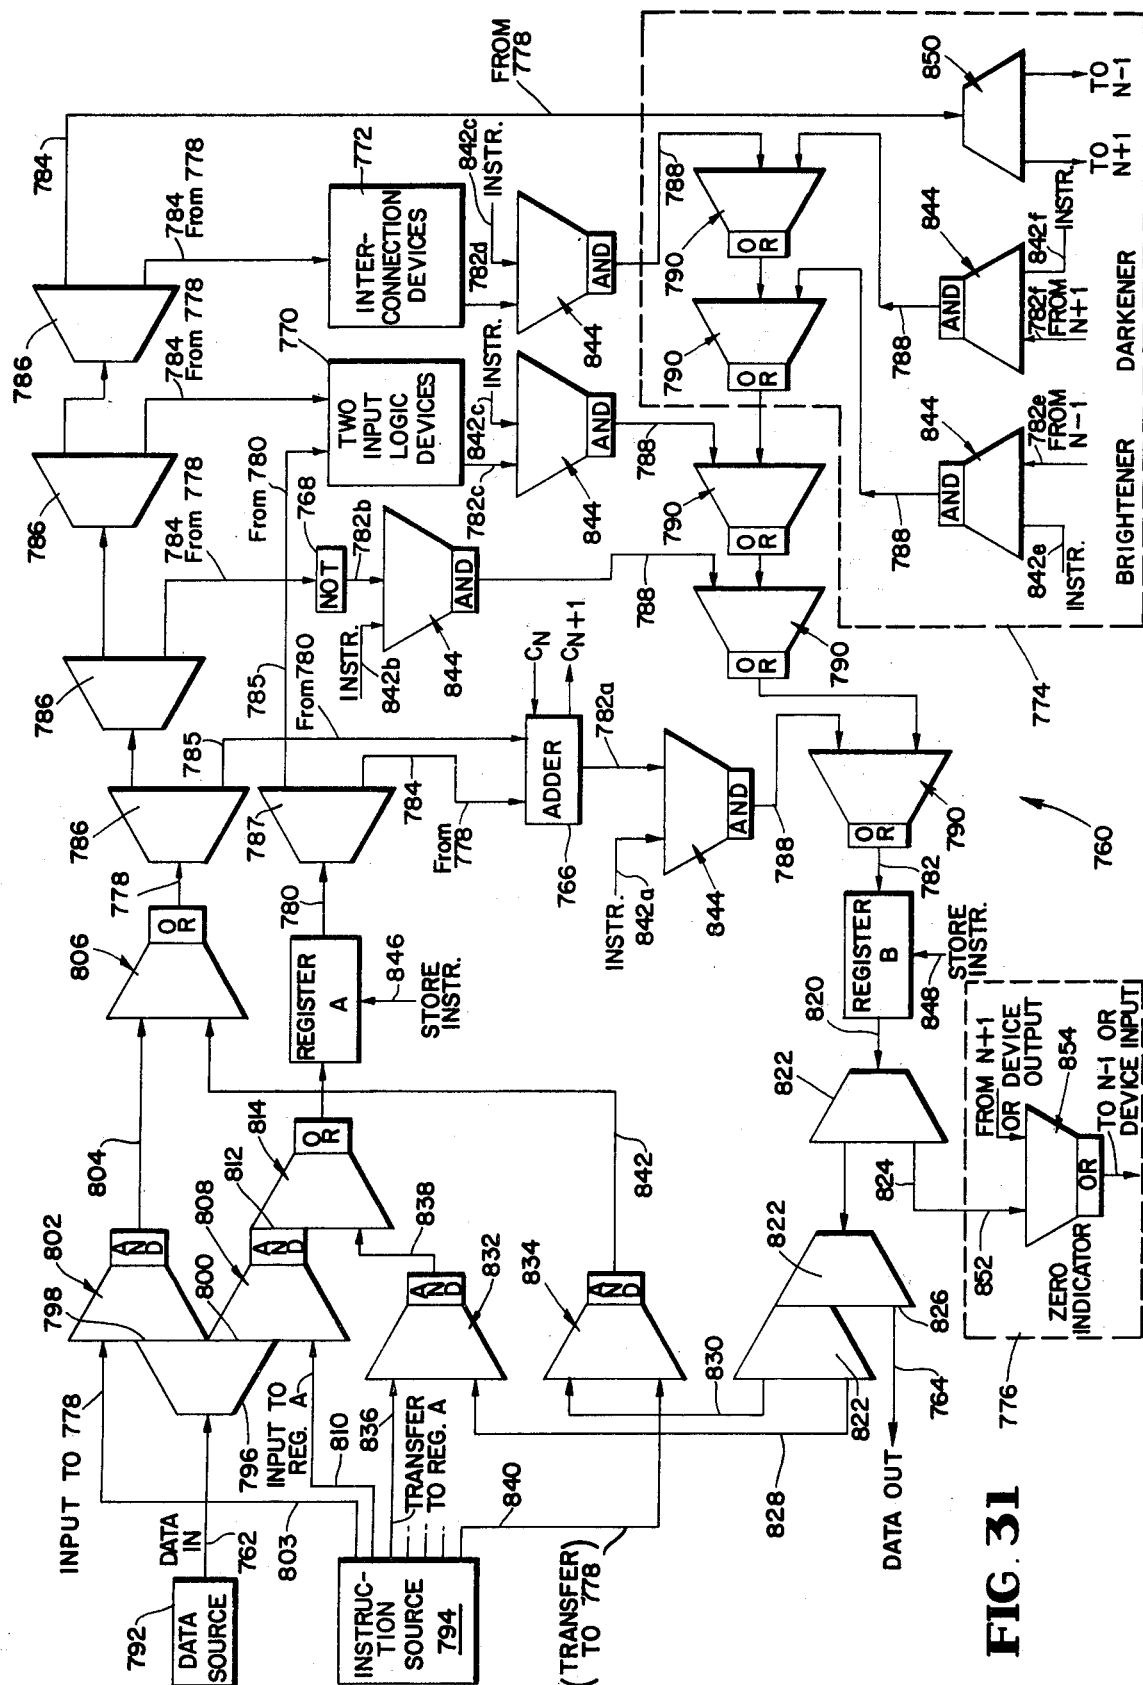 792
DATA SOURCE
DATA IN
762
INPUT TO 778
803
INSTRUC-
TION
SOURCE
794
796
INPUT TO
REG. A
810
836
TRANSFER
TO REG. A
840
(TRANSFER)
TO 778
798
802
AND
800
808
AND
804
812
814
OR
838
832
AND
834
AND
842
830
828
822
822
826
764
DATA OUT
824
822
820
806
OR
778
REGISTER
A
846
STORE
INSTR.
780
786
785
787
784
From
778
From 780
785
From 780
ADDER
766
CN
CN+1
782a
INSTR.
842a
844
AND
788
790
OR
782
REGISTER
B
848
STORE
INSTR.
786
784
From 778
768
NOT
782b
INSTR.
842b
844
AND
788
790
OR
786
784
From 778
770
TWO
INPUT
LOGIC
DEVICES
782c
842c
INSTR.
844
AND
788
790
OR
786
784
From 778
772
INTER-
CONNECTION
DEVICES
782d
842c
INSTR.
844
AND
788
790
OR
790
OR
784
FROM
778
850
TO
N+1
TO
N-1
844
AND
788
782f
FROM
N+1
842f
INSTR.
DARKENER
844
AND
788
782e
FROM
N-1
842e
INSTR.
BRIGHTENER
774
760
FROM N+1
OR DEVICE
OUTPUT
854
852
OR
ZERO
INDICATOR
TO N-1 OR
DEVICE INPUT
776
FIG. 31